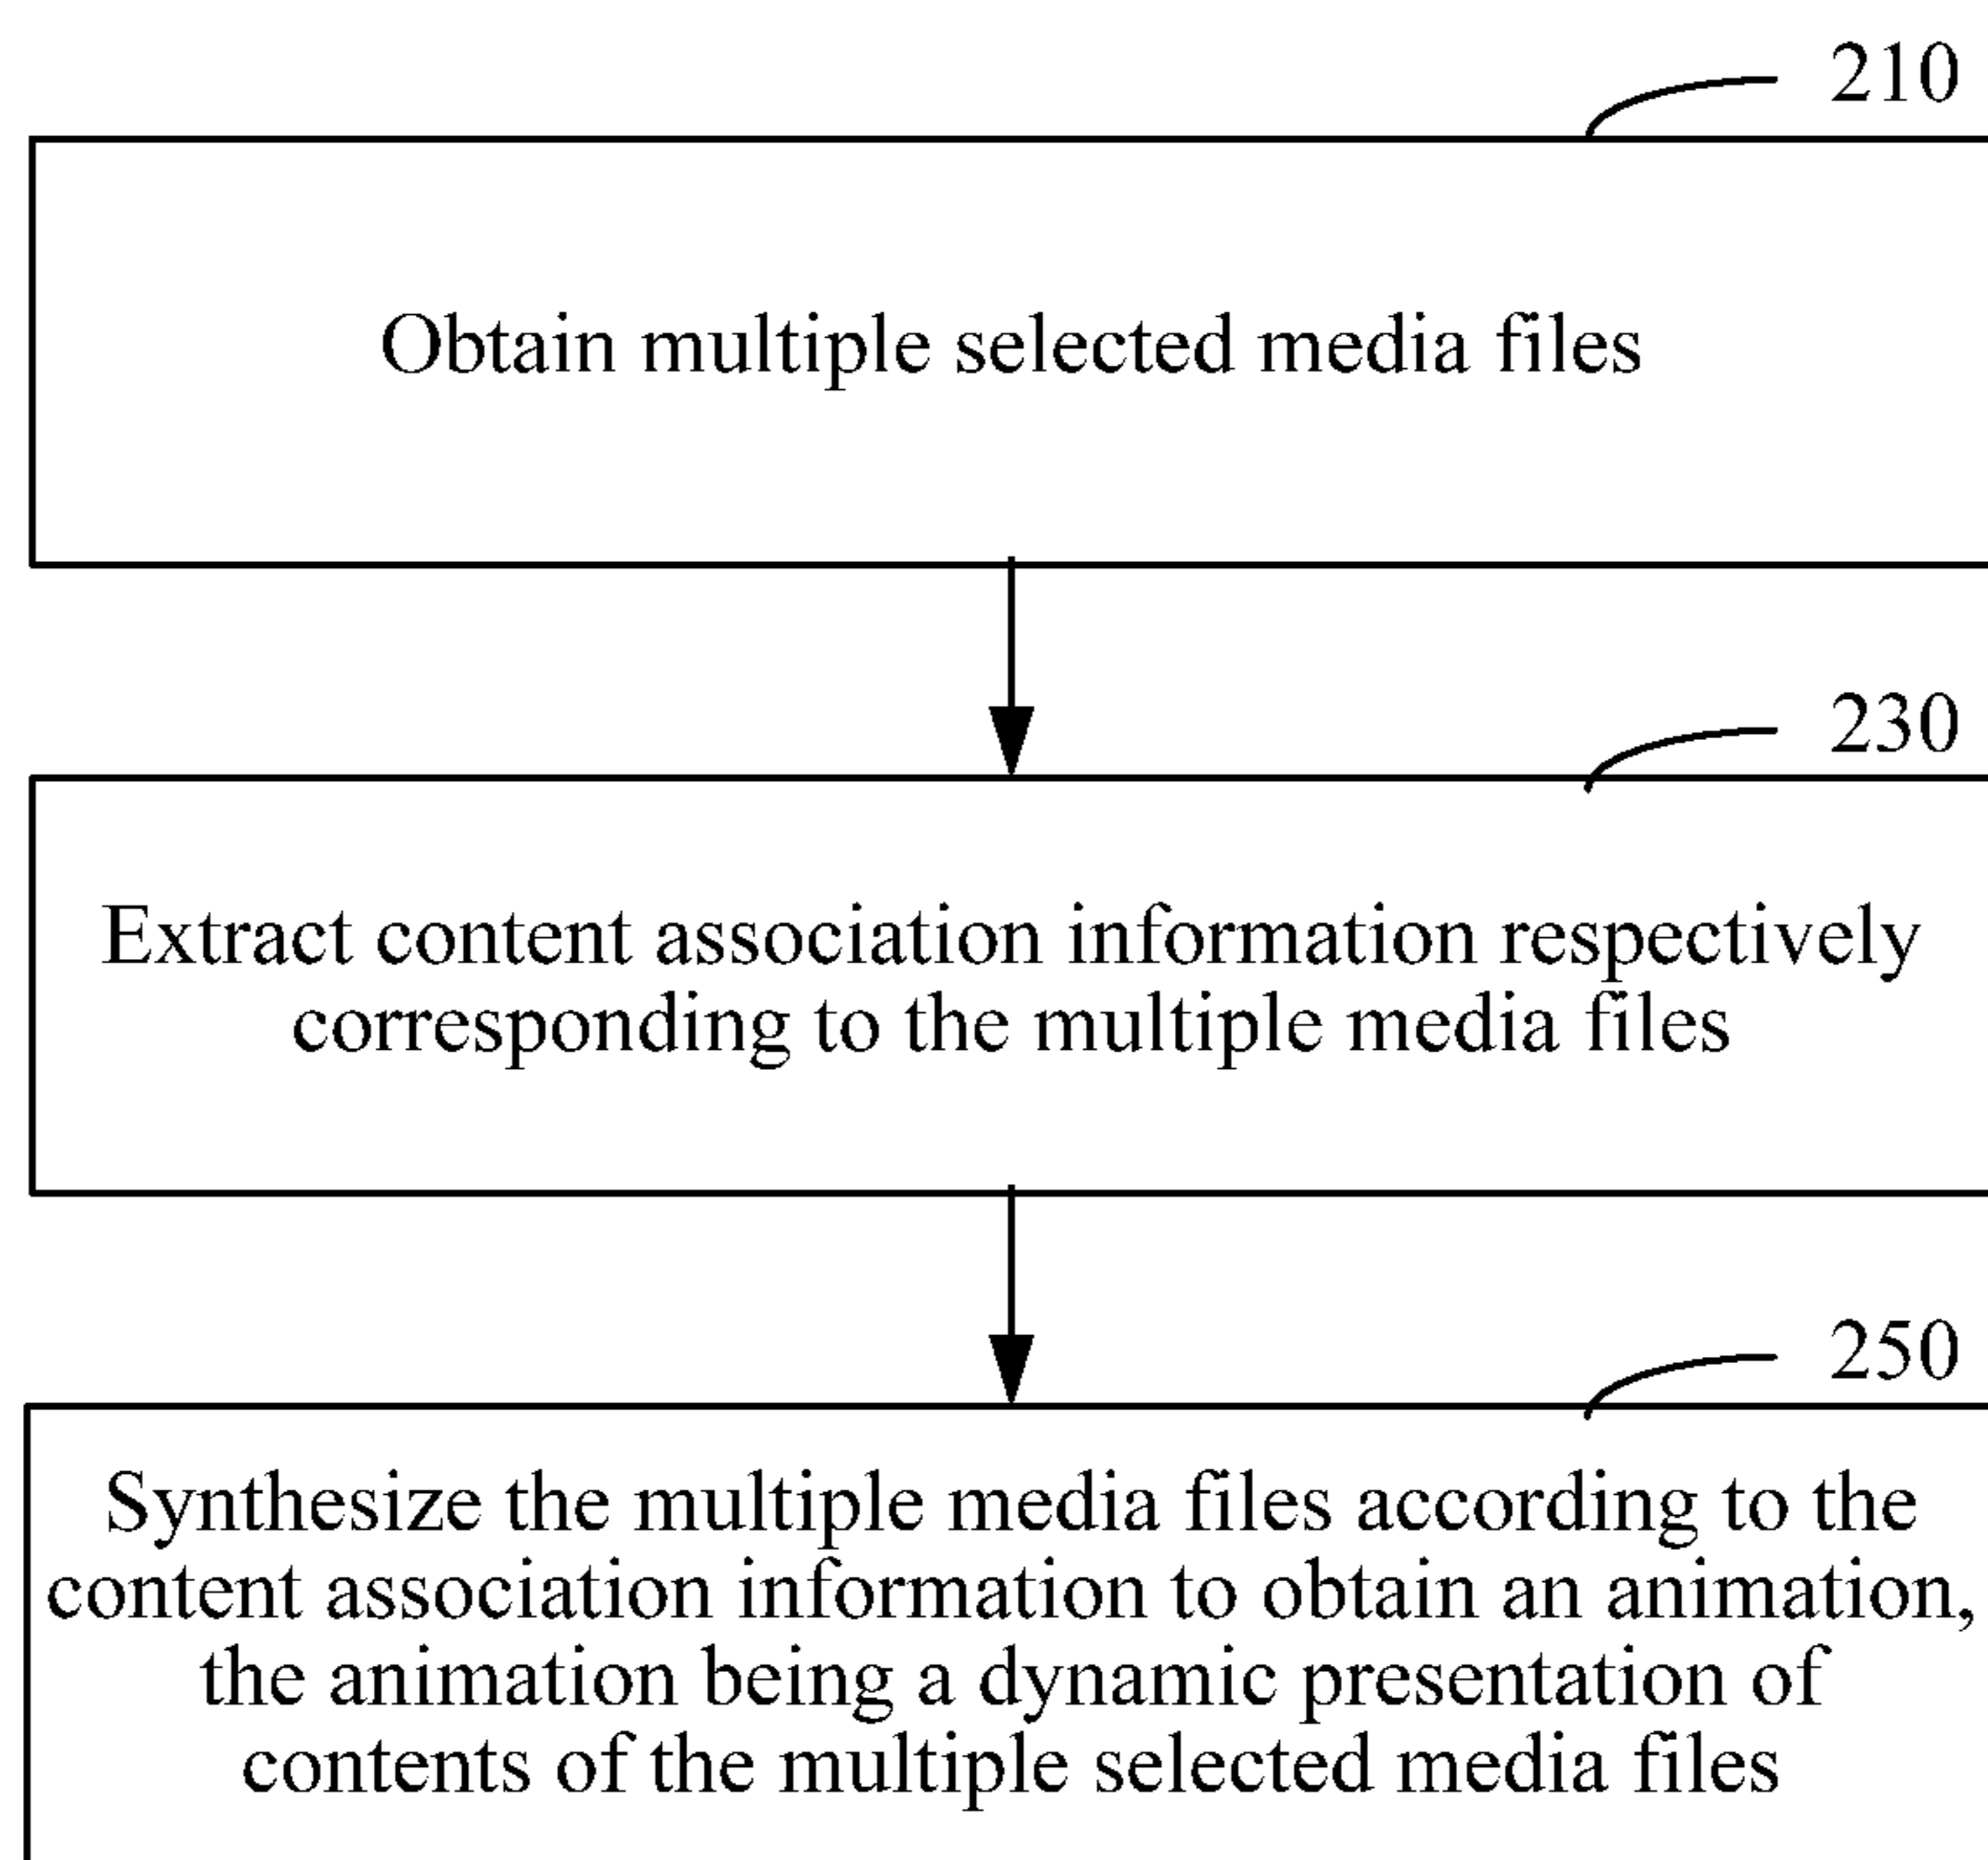 210
Obtain multiple selected media files
230
Extract content association information respectively
corresponding to the multiple media files
250
Synthesize the multiple media files according to the
content association information to obtain an animation,
the animation being a dynamic presentation of
contents of the multiple selected media files